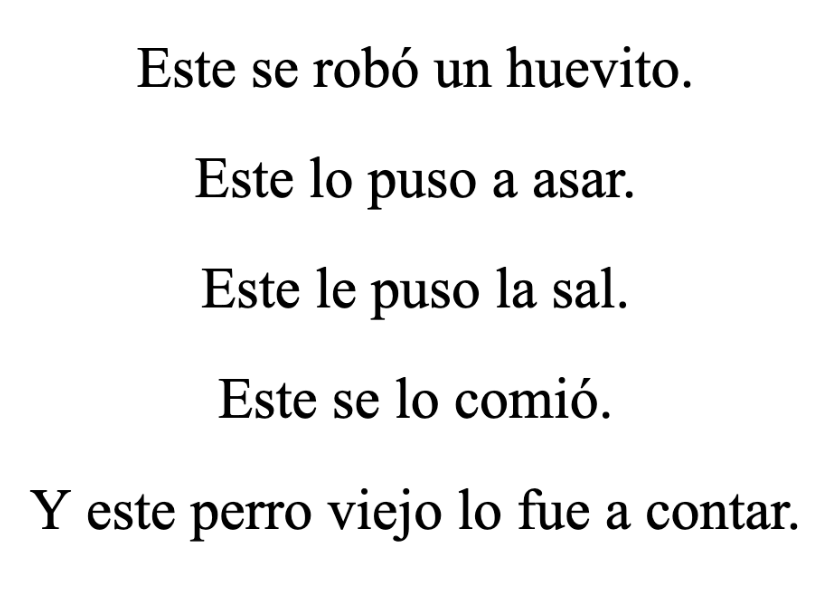 Este se robó un huevito.
Este lo puso a asar.
Este le puso la sal.
Este se lo comió.
Y este perro viejo lo fue a contar.